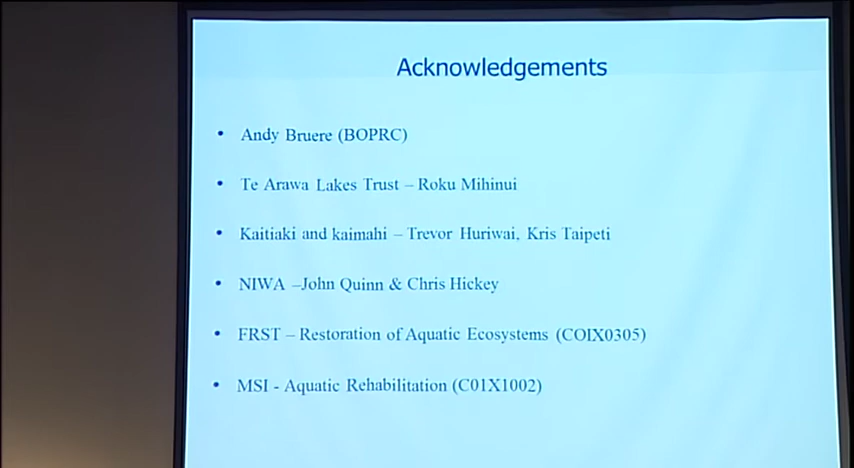 Acknowledgements
• Andy Bruere (BOPRC)
• Te Arawa Lakes Trust – Roku Mihinui
• Kaitiaki and kaimahi – Trevor Huriwai, Kris Taipeti
• NIWA –John Quinn & Chris Hickey
• FRST – Restoration of Aquatic Ecosystems (COIX0305)
• MSI - Aquatic Rehabilitation (C01X1002)